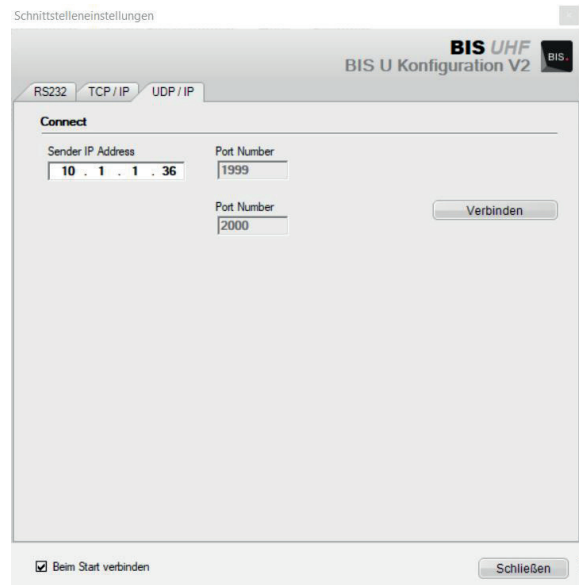 Schnittstelleneinstellungen
BIS UHF
BIS U Konfiguration V2
BIS.
RS232 TCP / IP UDP / IP
Connect
Sender IP Address Port Number
10 . 1 . 1 . 36 1999
Port Number
2000
Verbinden
Beim Start verbinden
Schließen